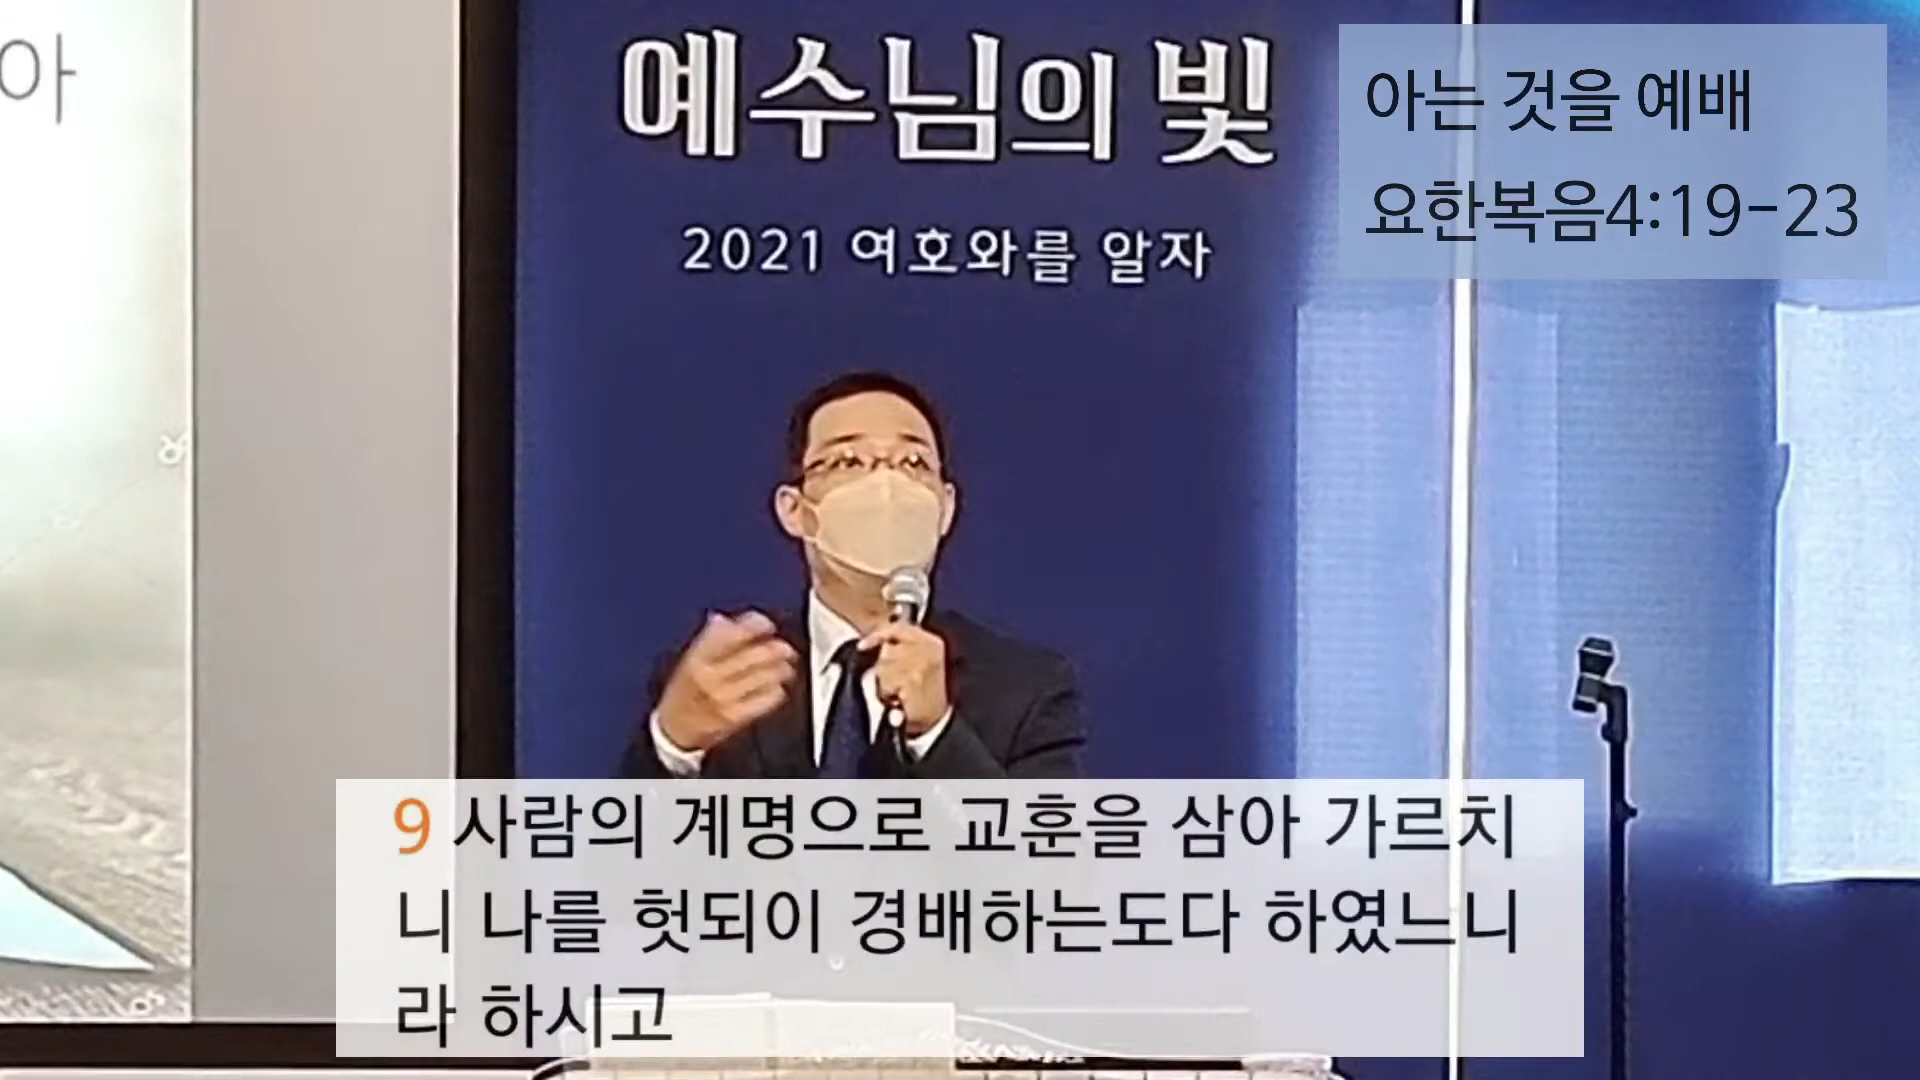 아
예수님의 빛
2021 여호와를 알자
아는 것을 예배
요한복음4:19-23
9 사람의 계명으로 교훈을 삼아 가르치
니 나를 헛되이 경배하는도다 하였느니
라 하시고